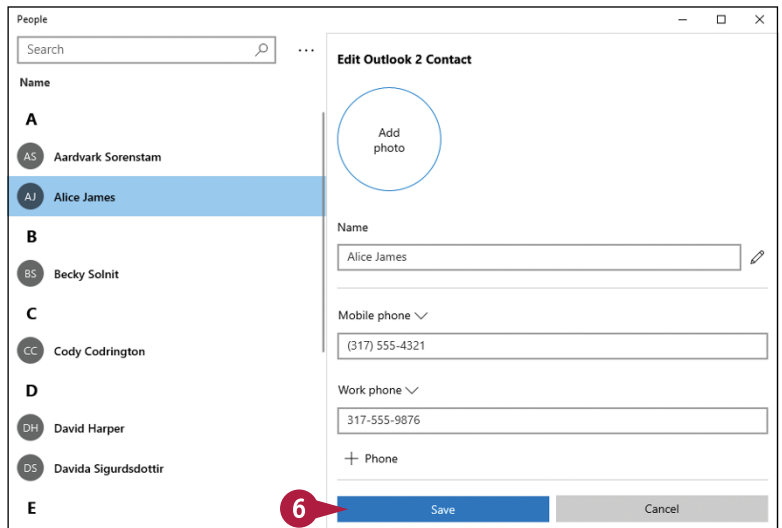 People
Search
...
Name
A
AS Aardvark Sorenstam
AJ Alice James
B
BS Becky Solnit
C
CC Cody Codrington
D
DH David Harper
DS Davida Sigurdsdottir
E
Edit Outlook 2 Contact
Add
photo
Name
Alice James
Mobile phone
(317) 555-4321
Work phone
317-555-9876
+ Phone
6 Save Cancel